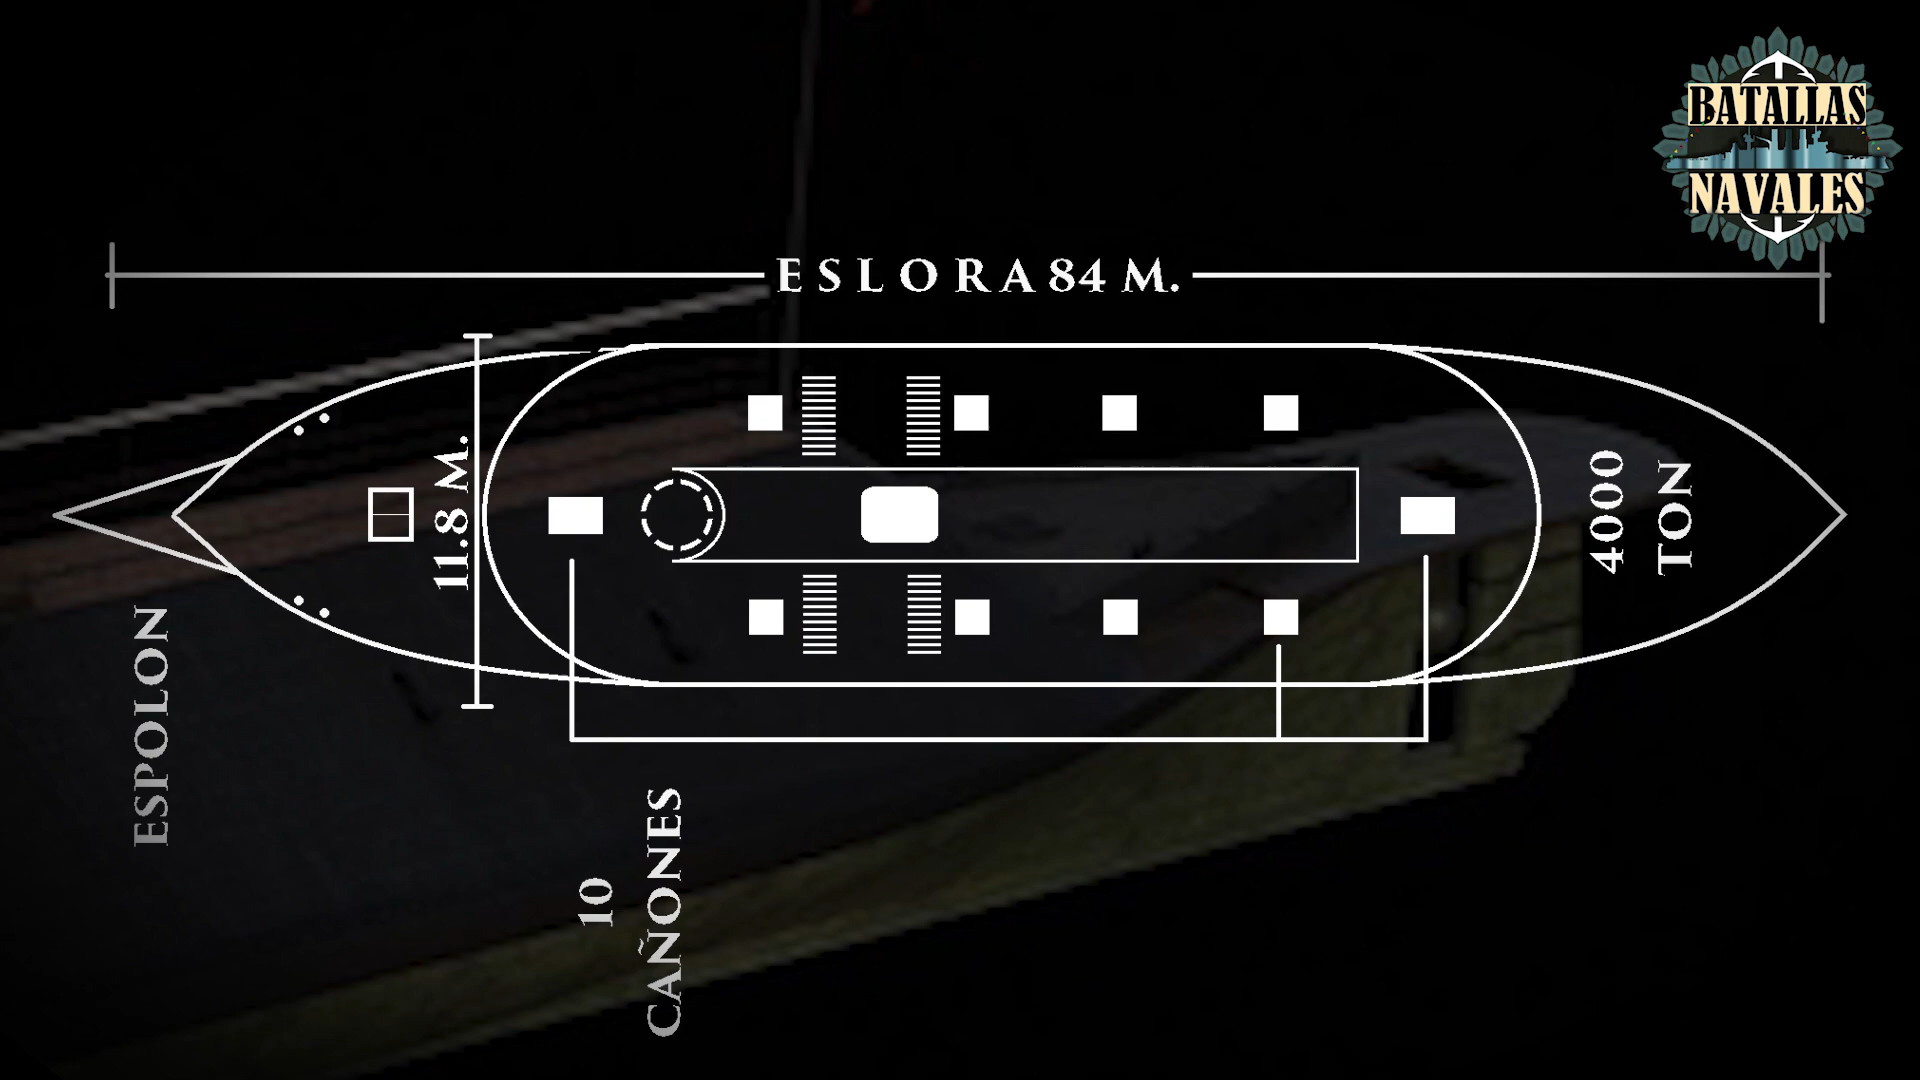 BATALLAS
NAVALES
ESLORA 84 M.
11.8 M.
4000
TON
ESPOLON
10
CAÑONES